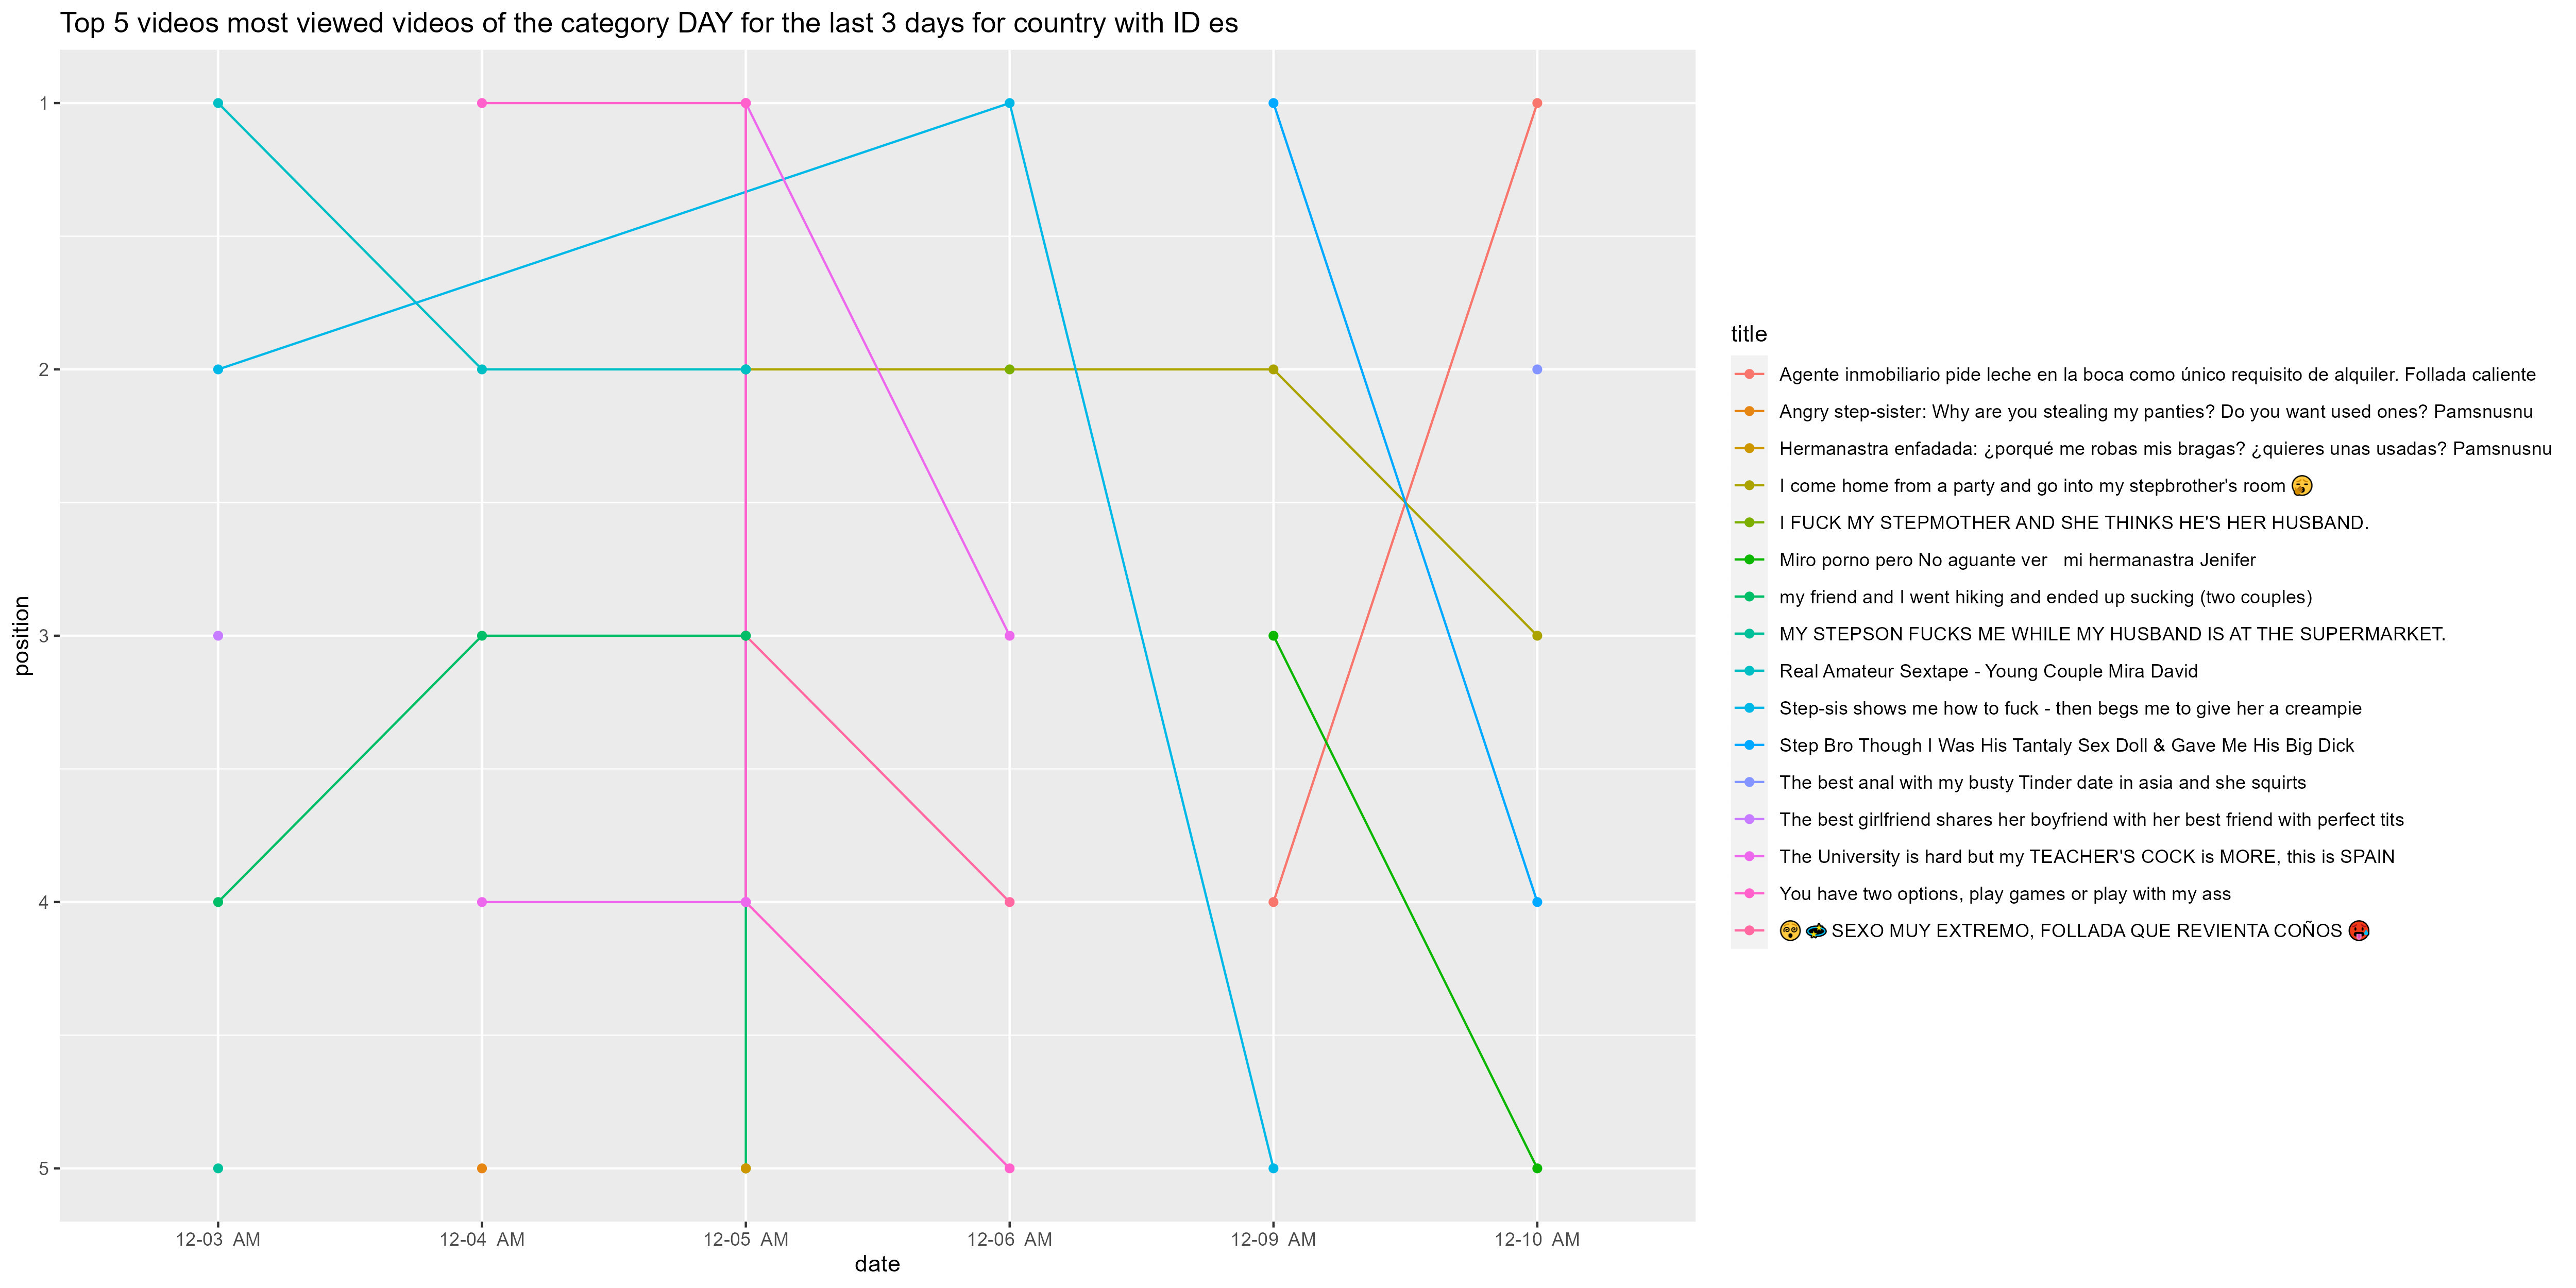 Top 5 videos most viewed videos of the category DAY for the last 3 days for country with ID es
position
1
2
3
4
5
12-03 AM
12-04 AM
12-05 AM
12-06 AM
12-09 AM
12-10 AM
date
title
Agente inmobiliario pide leche en la boca como único requisito de alquiler. Follada caliente
Angry step-sister: Why are you stealing my panties? Do you want used ones? Pamsnusnu
Hermanastra enfadada: ¿porqué me robas mis bragas? ¿quieres unas usadas? Pamsnusnu
I come home from a party and go into my stepbrother's room 🥱
I FUCK MY STEPMOTHER AND SHE THINKS HE'S HER HUSBAND.
Miro porno pero No aguante ver   mi hermanastra Jenifer
my friend and I went hiking and ended up sucking (two couples)
MY STEPSON FUCKS ME WHILE MY HUSBAND IS AT THE SUPERMARKET.
Real Amateur Sextape - Young Couple Mira David
Step-sis shows me how to fuck - then begs me to give her a creampie
Step Bro Though I Was His Tantaly Sex Doll & Gave Me His Big Dick
The best anal with my busty Tinder date in asia and she squirts
The best girlfriend shares her boyfriend with her best friend with perfect tits
The University is hard but my TEACHER'S COCK is MORE, this is SPAIN
You have two options, play games or play with my ass
😵‍💫 SEXO MUY EXTREMO, FOLLADA QUE REVIENTA COÑOS 🥵